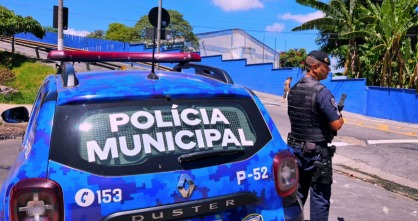 POLÍCIA
MUNICIPAL
153
P-52
DUSTER